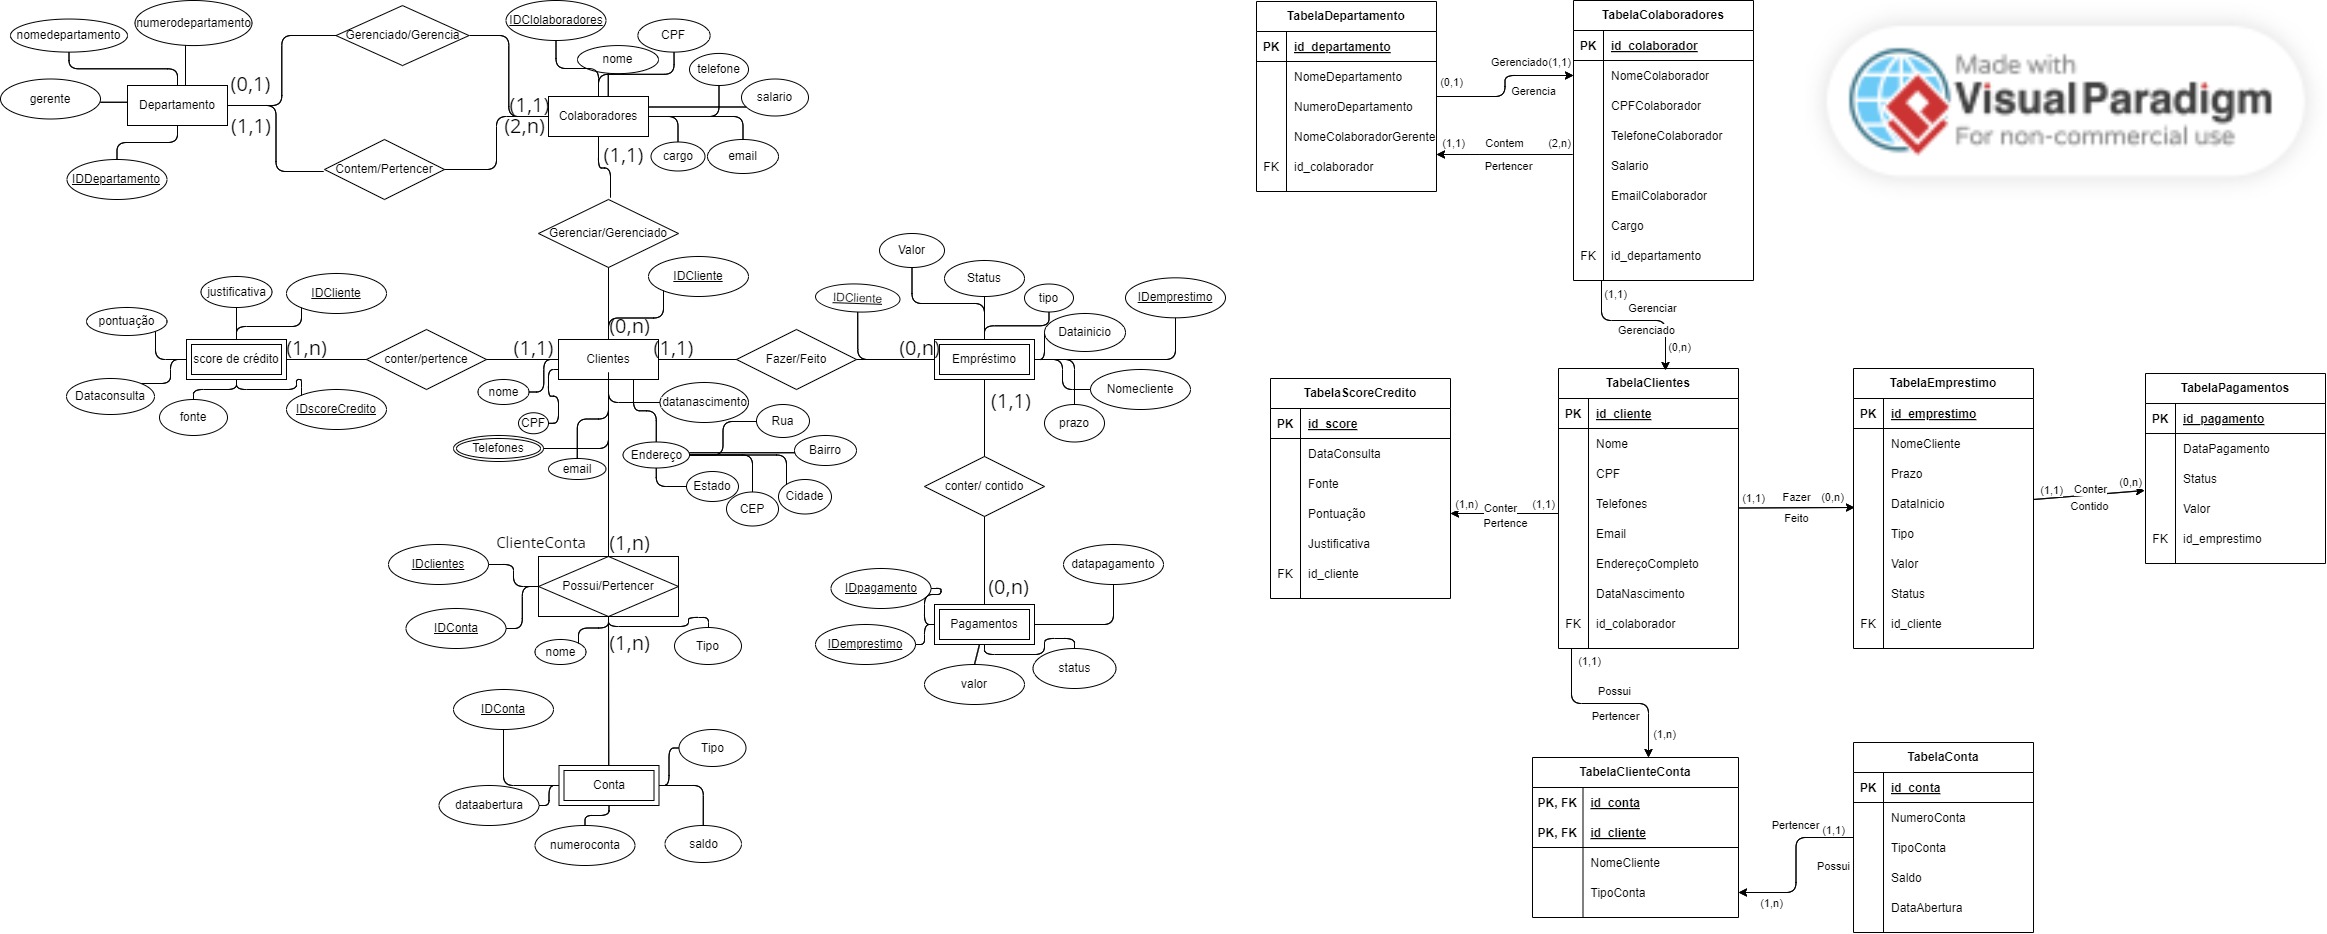 numerodepartamento
nomedepartamento
gerente
Departamento
IDDepartamento
(0,1)
(1,1)
Gerenciado/Gerencia
Contem/Pertencer
(1,1)
(2,n)
IDClolaboradores
nome
CPF
telefone
salario
Colaboradores
cargo
email
(1,1)
Gerenciar/Gerenciado
IDCliente
(0,n)
justificativa
IDCliente
pontuação
score de crédito
(1,n)
Dataconsulta
fonte
IDscoreCredito
conter/pertence
(1,1)
Clientes
(1,1)
nome
CPF
Telefones
email
datanascimento
Endereço
Rua
Bairro
Cidade
CEP
Estado
Fazer/Feito
(0,n)
Valor
Status
IDCliente
tipo
IDemprestimo
Datainicio
Empréstimo
Nomecliente
prazo
(1,1)
conter/ contido
(0,n)
datapagamento
IDpagamento
Pagamentos
IDemprestimo
valor
status
ClienteConta
(1,n)
IDclientes
Possui/Pertencer
IDConta
nome
Tipo
(1,n)
IDConta
Tipo
Conta
dataabertura
numeroconta
saldo
TabelaDepartamento
PK id_departamento
NomeDepartamento
NumeroDepartamento
NomeColaboradorGerente
FK id_colaborador
Gerenciado(1,1)
(0,1)
Gerencia
(1,1) Contem (2,n)
Pertencer
TabelaColaboradores
PK id_colaborador
NomeColaborador
CPFColaborador
TelefoneColaborador
Salario
EmailColaborador
Cargo
FK id_departamento
Made with
Visual Paradigm
For non-commercial use
(1,1)
Gerenciar
Gerenciado
(0,n)
TabelaScoreCredito
PK id_score
DataConsulta
Fonte
Pontuação
Justificativa
FK id_cliente
(1,n) Conter (1,1)
Pertence
TabelaClientes
PK id_cliente
Nome
CPF
Telefones
Email
EndereçoCompleto
DataNascimento
FK id_colaborador
(1,1) Fazer (0,n)
Feito
TabelaEmprestimo
PK id_emprestimo
NomeCliente
Prazo
DataInicio
Tipo
Valor
Status
FK id_cliente
(1,1) Conter (0,n)
Contido
TabelaPagamentos
PK id_pagamento
DataPagamento
Status
Valor
FK id_emprestimo
(1,1)
Possui
Pertencer
(1,n)
TabelaClienteConta
PK, FK id_conta
PK, FK id_cliente
NomeCliente
TipoConta
Pertencer (1,1)
Possui
(1,n)
TabelaConta
PK id_conta
NumeroConta
TipoConta
Saldo
DataAbertura